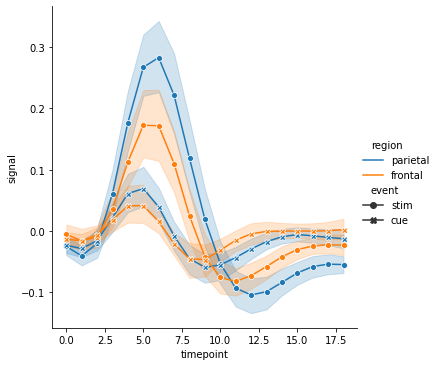 0.3
0.2
0.1
0.0
−0.1
signal
0.0
2.5
5.0
7.5
10.0
12.5
15.0
17.5
timepoint
region
parietal
frontal
event
stim
cue